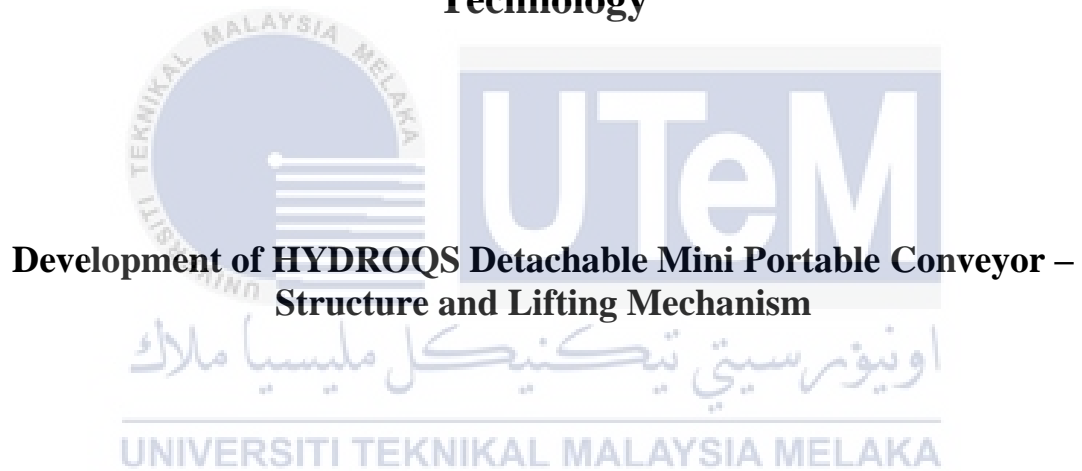 Technology
UNIVERSITI TEKNIKAL MALAYSIA MELAKA
UTeM
Development of HYDROQS Detachable Mini Portable Conveyor –
Structure and Lifting Mechanism
اونيۏرسيتي تيكنيكل مليسيا ملاك
UNIVERSITI TEKNIKAL MALAYSIA MELAKA